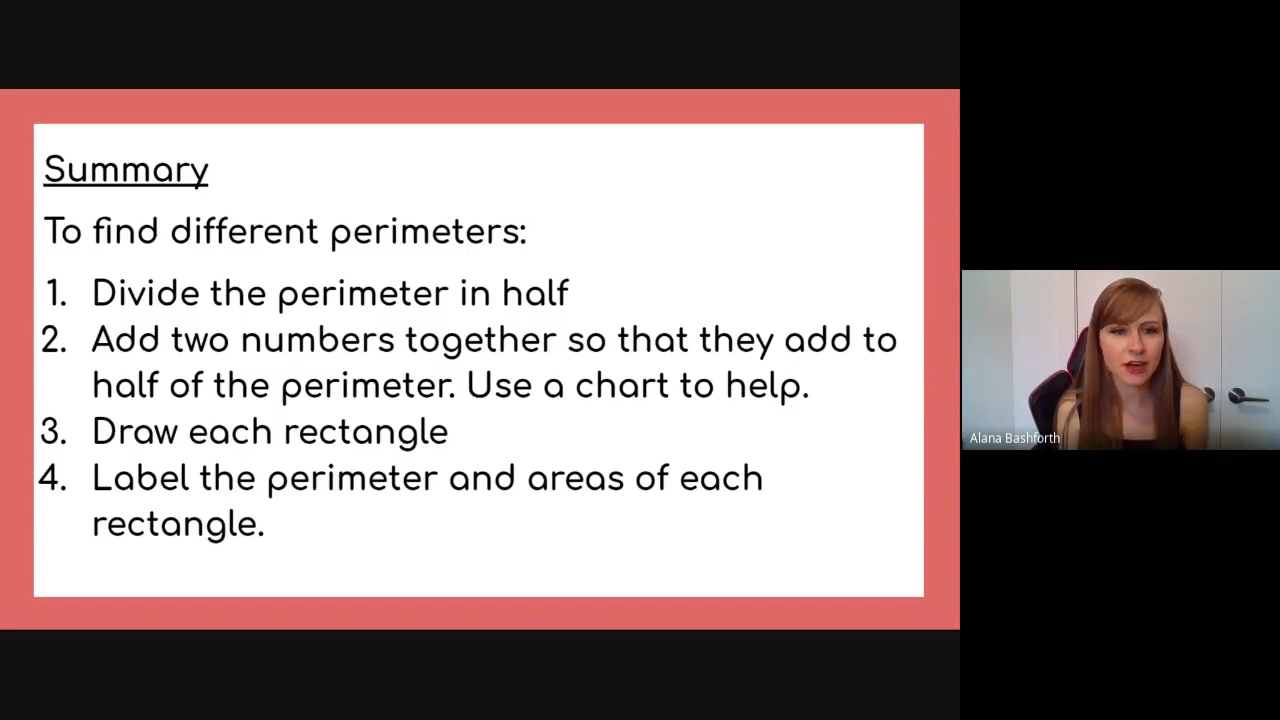 Summary
To find different perimeters:
1. Divide the perimeter in half
2. Add two numbers together so that they add to
half of the perimeter. Use a chart to help.
3. Draw each rectangle
4. Label the perimeter and areas of each
rectangle.
Alana Bashforth